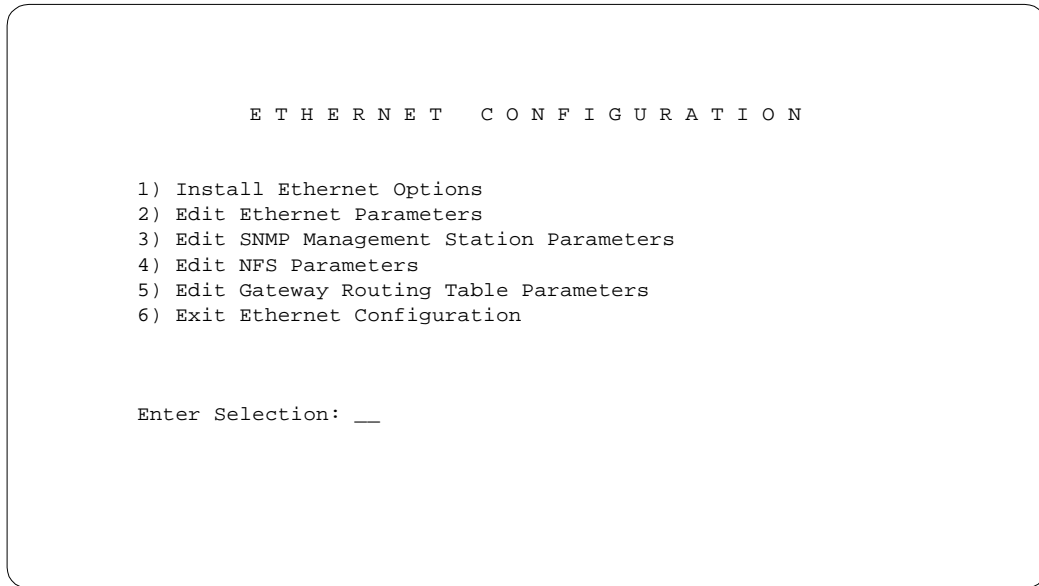 E T H E R N E T   C O N F I G U R A T I O N
1) Install Ethernet Options
2) Edit Ethernet Parameters
3) Edit SNMP Management Station Parameters
4) Edit NFS Parameters
5) Edit Gateway Routing Table Parameters
6) Exit Ethernet Configuration
Enter Selection: __